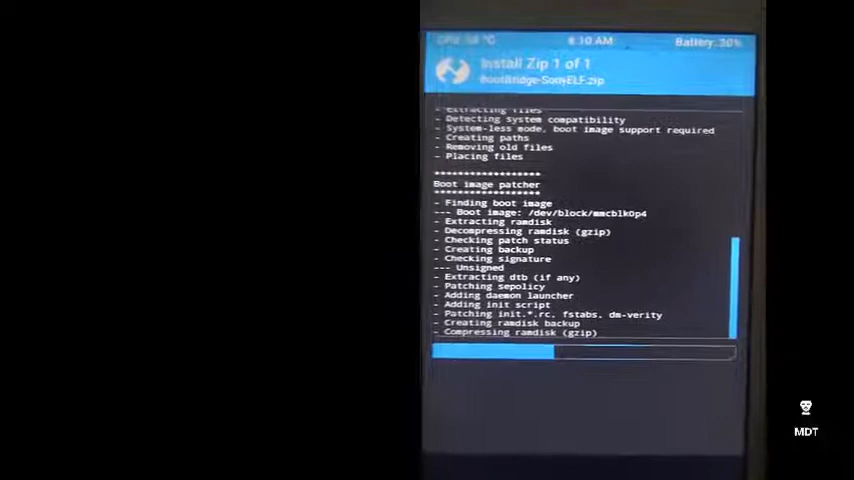 CPU: 38 °C 8:10 AM Battery: 30%
Install Zip 1 of 1
BootBridge-SonyELF.zip
- Extracting files
- Detecting system compatibility
- System-less mode, boot image support required
- Creating paths
- Removing old files
- Placing files
******************
Boot image patcher
******************
- Finding boot image
--- Boot image: /dev/block/mmcblk0p4
- Extracting ramdisk
- Decompressing ramdisk (gzip)
- Checking patch status
- Creating backup
- Checking signature
--- Unsigned
- Extracting dtb (if any)
- Patching sepolicy
- Adding daemon launcher
- Adding init script
- Patching init.*.rc, fstabs, dm-verity
- Creating ramdisk backup
- Compressing ramdisk (gzip)
MDT